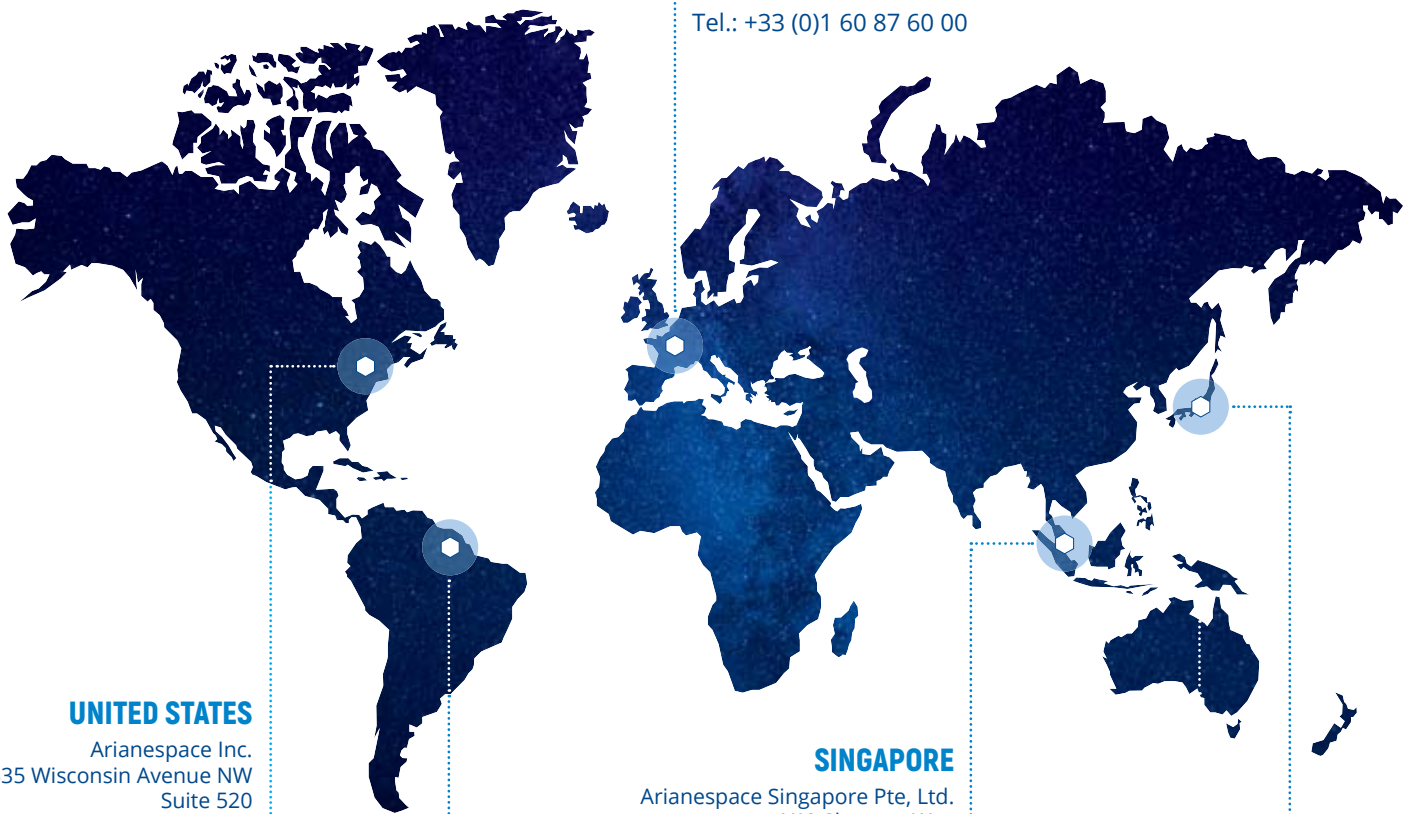 Tel.: +33 (0)1 60 87 60 00
UNITED STATES
Arianespace Inc.
35 Wisconsin Avenue NW
Suite 520
SINGAPORE
Arianespace Singapore Pte, Ltd.